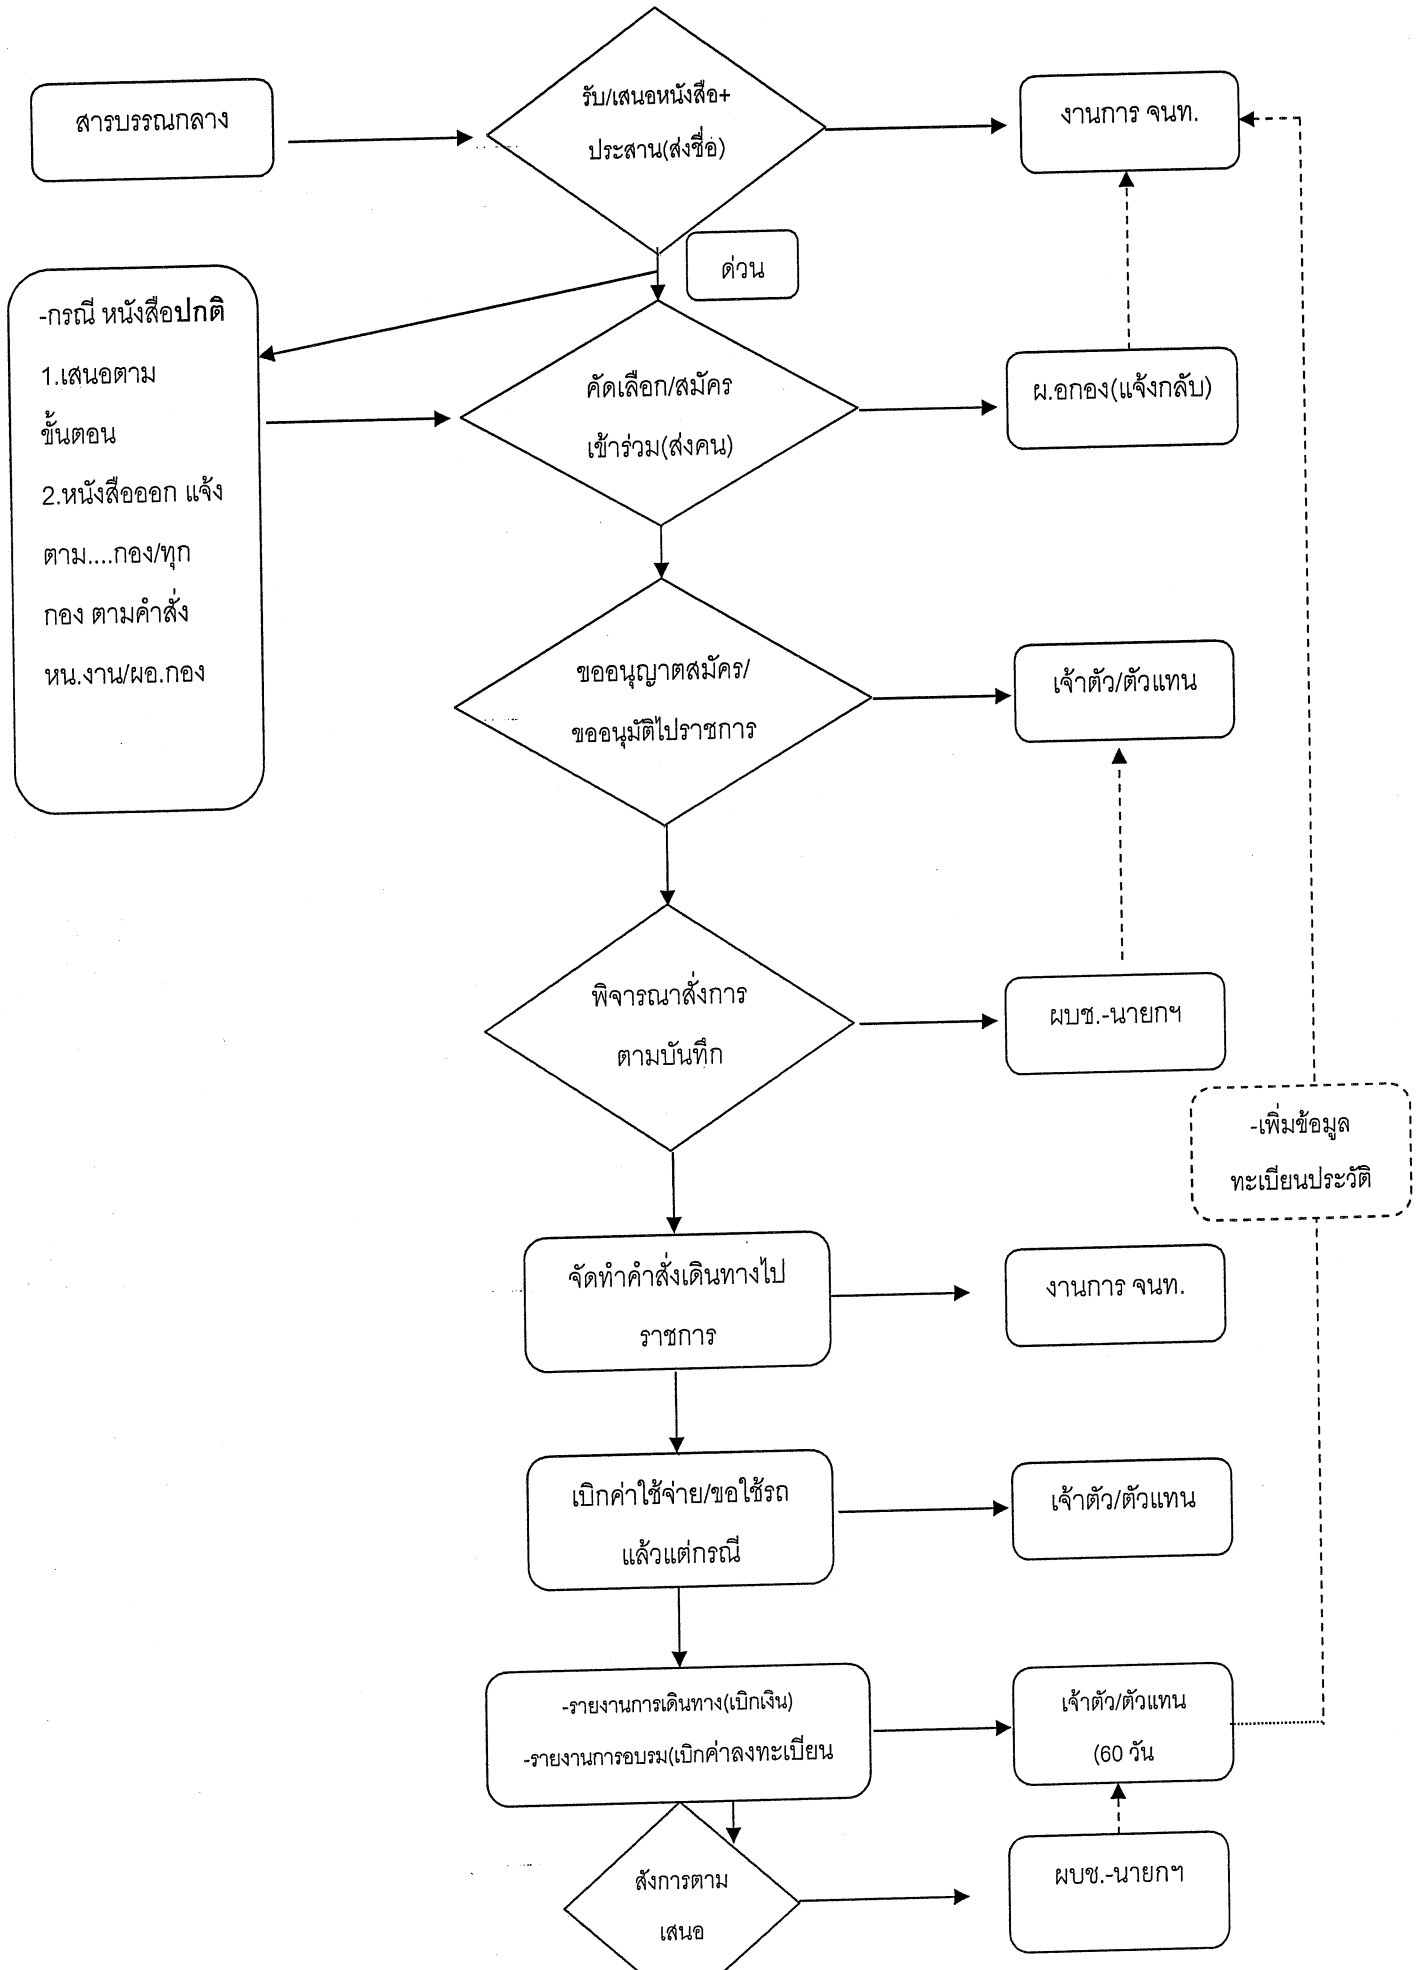 สารบรรณกลาง
รับ/เสนอหนังสือ+
ประสาน(ส่งชื่อ)
งานการ จนท.
ด่วน
-กรณี หนังสือปกติ
1.เสนอตาม
ขั้นตอน
2.หนังสือออก แจ้ง
ตาม....กอง/ทุก
กอง ตามคำสั่ง
หน.งาน/ผอ.กอง
คัดเลือก/สมัคร
เข้าร่วม(ส่งคน)
ผ.อกอง(แจ้งกลับ)
ขออนุญาตสมัคร/
ขออนุมัติไปราชการ
เจ้าตัว/ตัวแทน
พิจารณาสั่งการ
ตามบันทึก
ผบช.-นายกฯ
-เพิ่มข้อมูล
ทะเบียนประวัติ
จัดทำคำสั่งเดินทางไป
ราชการ
งานการ จนท.
เบิกค่าใช้จ่าย/ขอใช้รถ
แล้วแต่กรณี
เจ้าตัว/ตัวแทน
-รายงานการเดินทาง(เบิกเงิน)
-รายงานการอบรม(เบิกค่าลงทะเบียน
เจ้าตัว/ตัวแทน
(60 วัน
สังการตาม
เสนอ
ผบช.-นายกฯ